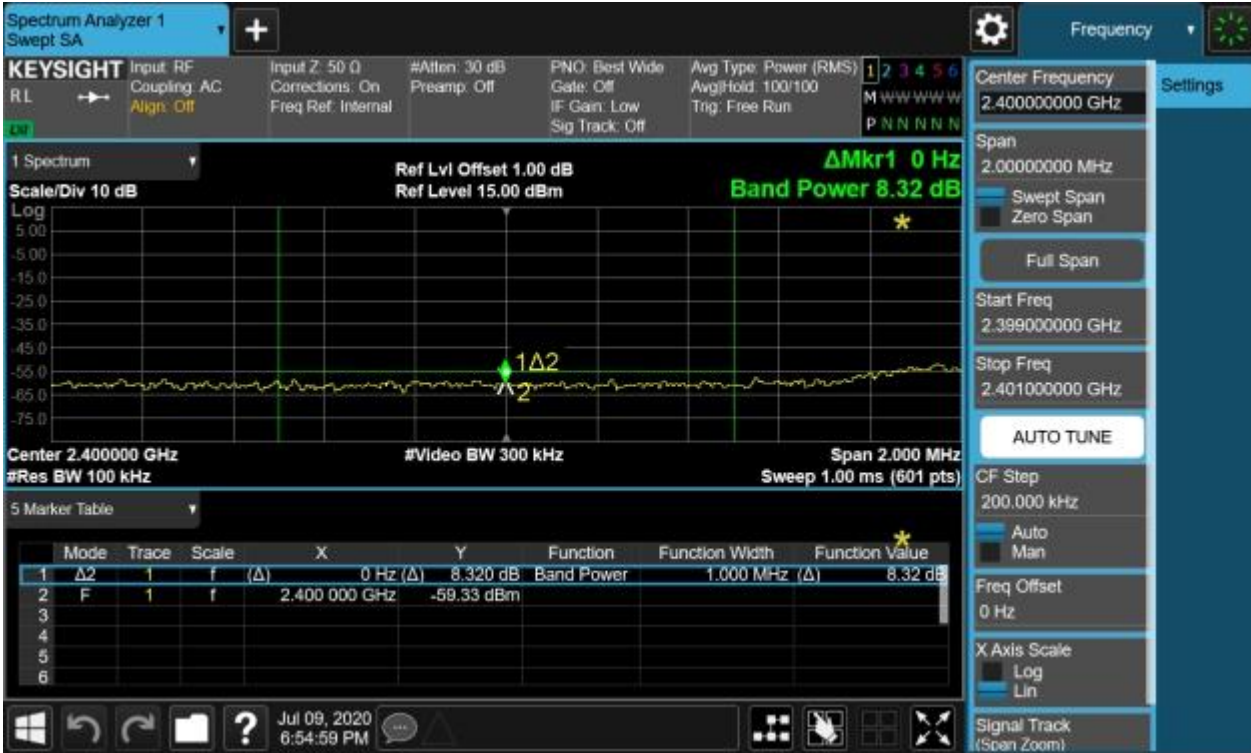 Spectrum Analyzer 1
Swept SA
Frequency
KEYSIGHT
RL
Input: RF
Coupling: AC
Align: Off
Input Z: 50 Ω
Corrections: On
Freq Ref: Internal
#Atten: 30 dB
Preamp: Off
PNO: Best Wide
Gate: Off
IF Gain: Low
Sig Track: Off
Avg Type: Power (RMS)
Avg|Hold: 100/100
Trig: Free Run
1 2 3 4 5 6
M W W W W W
P N N N N N
Settings
1 Spectrum
Scale/Div 10 dB
Ref Lvl Offset 1.00 dB
Ref Level 15.00 dBm
ΔMkr1 0 Hz
Band Power 8.32 dB
Log
5.00
-5.00
-15.0
-25.0
-35.0
-45.0
-55.0
-65.0
-75.0
1Δ2
2
Center 2.400000 GHz
#Video BW 300 kHz
Span 2.000 MHz
#Res BW 100 kHz
Sweep 1.00 ms (601 pts)
5 Marker Table
Mode Trace Scale X Y Function Function Width Function Value
1 Δ2 1 f (Δ) 0 Hz (Δ) 8.320 dB Band Power 1.000 MHz (Δ) 8.32 dB
2 F 1 f 2.400 000 GHz -59.33 dBm
3
4
5
6
Jul 09, 2020
6:54:59 PM
Center Frequency
2.400000000 GHz
Span
2.00000000 MHz
Swept Span
Zero Span
Full Span
Start Freq
2.399000000 GHz
Stop Freq
2.401000000 GHz
AUTO TUNE
CF Step
200.000 kHz
Auto
Man
Freq Offset
0 Hz
X Axis Scale
Log
Lin
Signal Track
(Span Zoom)